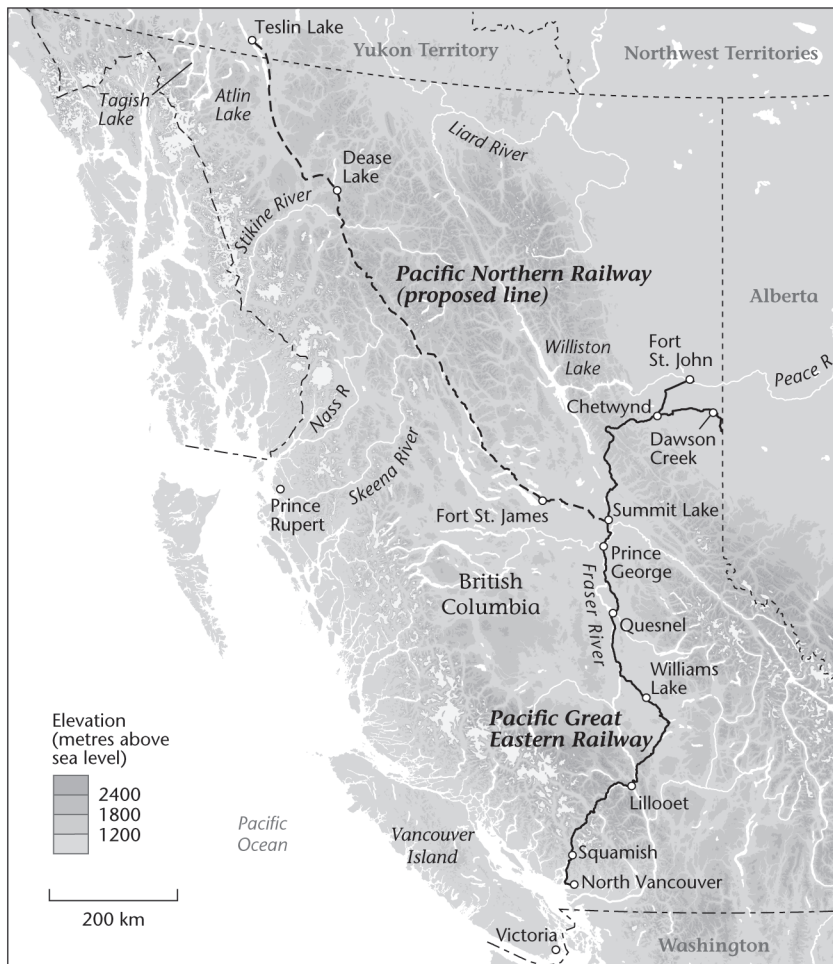 Teslin Lake
Yukon Territory
Northwest Territories
Tagish
Lake
Atlin
Lake
Liard River
Dease
Lake
Stikine River
Pacific Northern Railway
(proposed line)
Alberta
Fort
St. John
Williston
Lake
Peace R
Chetwynd
Dawson
Creek
Nass R
Skeena River
Prince
Rupert
Fort St. James
Summit Lake
Prince
George
British
Columbia
Fraser River
Quesnel
Williams
Lake
Pacific Great
Eastern Railway
Elevation
(metres above
sea level)
2400
1800
1200
Lillooet
Pacific
Ocean
Vancouver
Island
Squamish
North Vancouver
200 km
Victoria
Washington